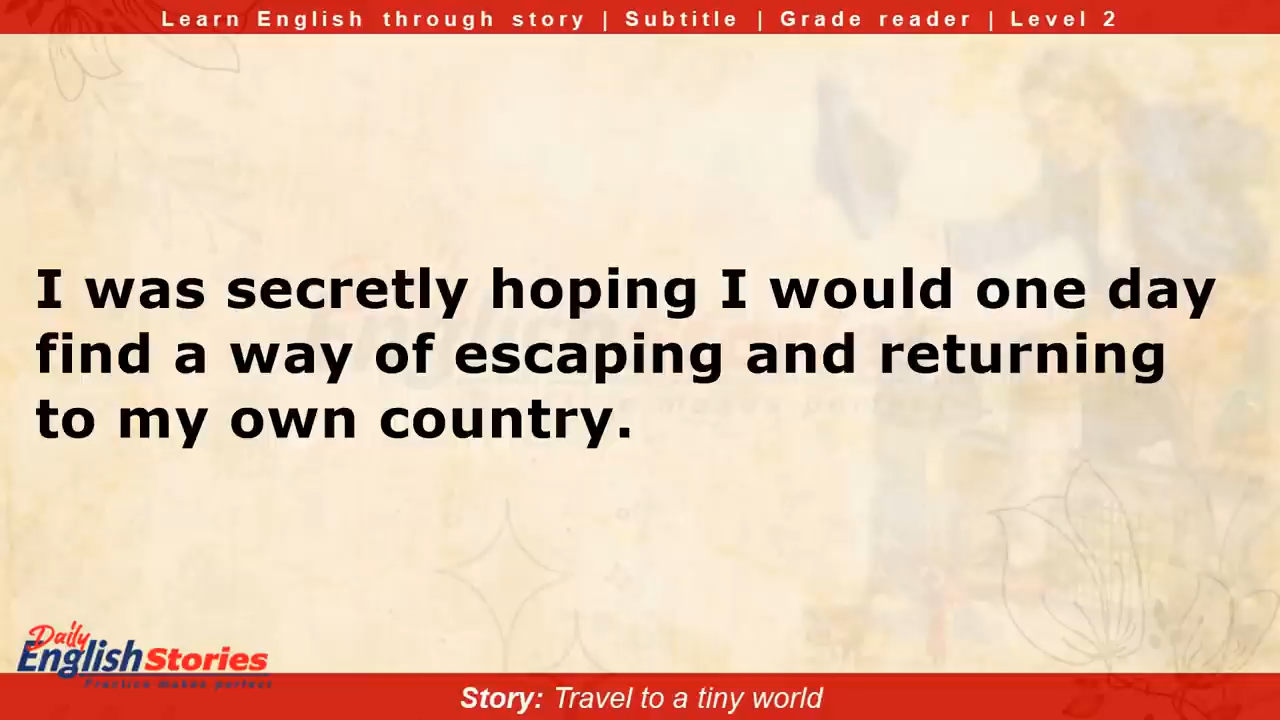 Learn English through story | Subtitle | Grade reader | Level 2
I was secretly hoping I would one day
find a way of escaping and returning
to my own country.
Daily
English Stories
Practice makes perfect
Story: Travel to a tiny world